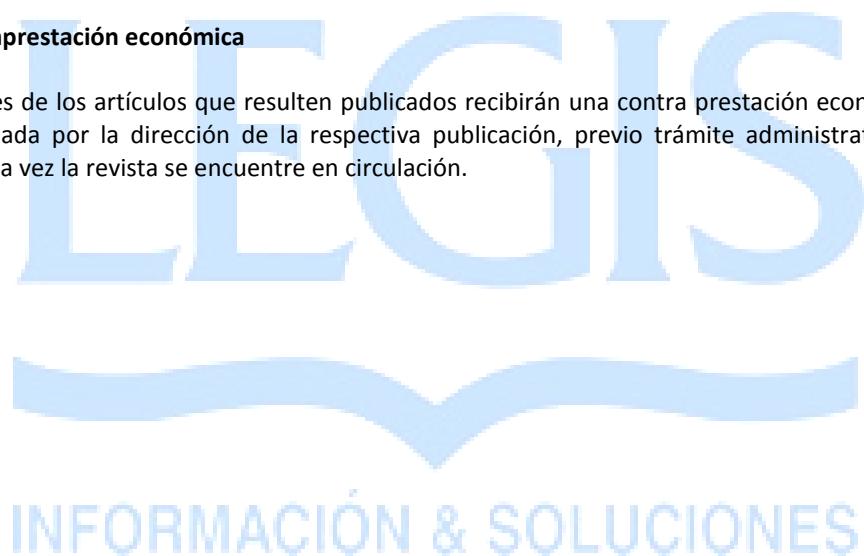 aprestación económica
es de los artículos que resulten publicados recibirán una contra prestación econ
ada por la dirección de la respectiva publicación, previo trámite administrat
a vez la revista se encuentre en circulación.
LEGIS
INFORMACIÓN & SOLUCIONES